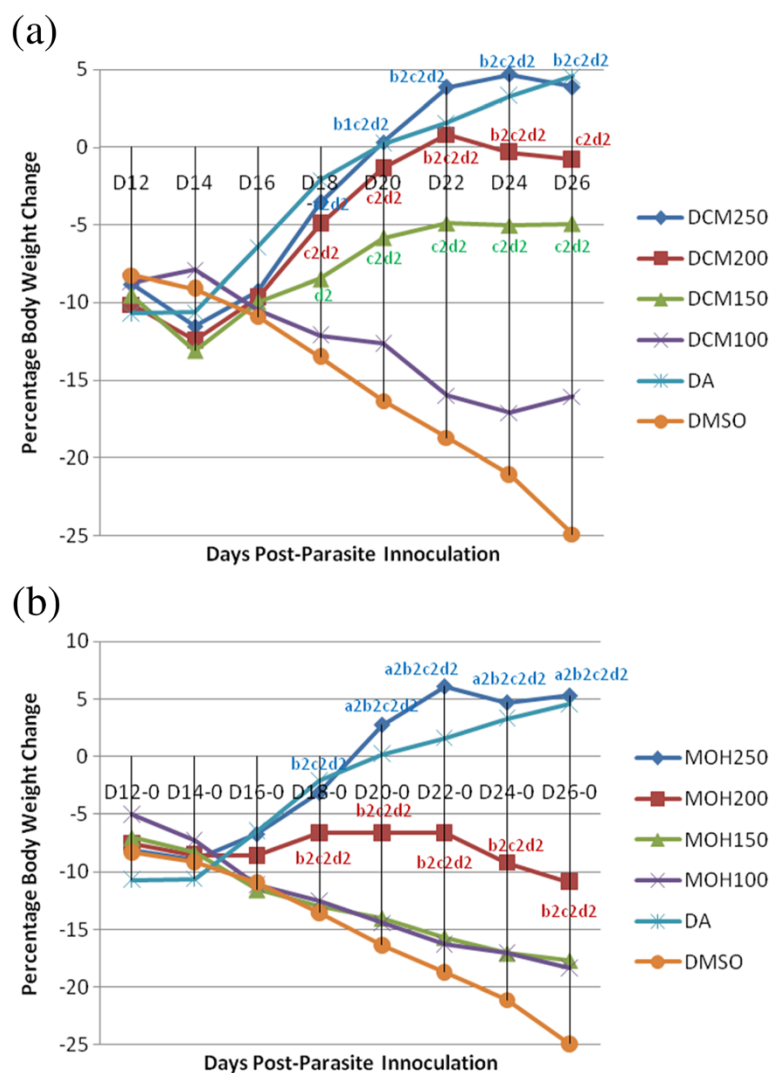 (a)
5
0
-5
-10
-15
-20
-25
Percentage Body Weight Change
D12 D14 D16 D18 D20 D22 D24 D26
b1c2d2 b2c2d2 b2c2d2 b2c2d2
c2d2 b2c2d2 b2c2d2 c2d2
c2d2 c2d2
c2 c2d2 c2d2 c2d2 c2d2
DCM250
DCM200
DCM150
DCM100
DA
DMSO
Days Post-Parasite Innoculation
(b)
10
5
0
-5
-10
-15
-20
-25
Percentage Body Weight Change
D12-0 D14-0 D16-0 D18-0 D20-0 D22-0 D24-0 D26-0
b2c2d2 a2b2c2d2 a2b2c2d2 a2b2c2d2 a2b2c2d2
b2c2d2 b2c2d2 b2c2d2 b2c2d2 b2c2d2
MOH250
MOH200
MOH150
MOH100
DA
DMSO
Days Post-Parasite Innoculation